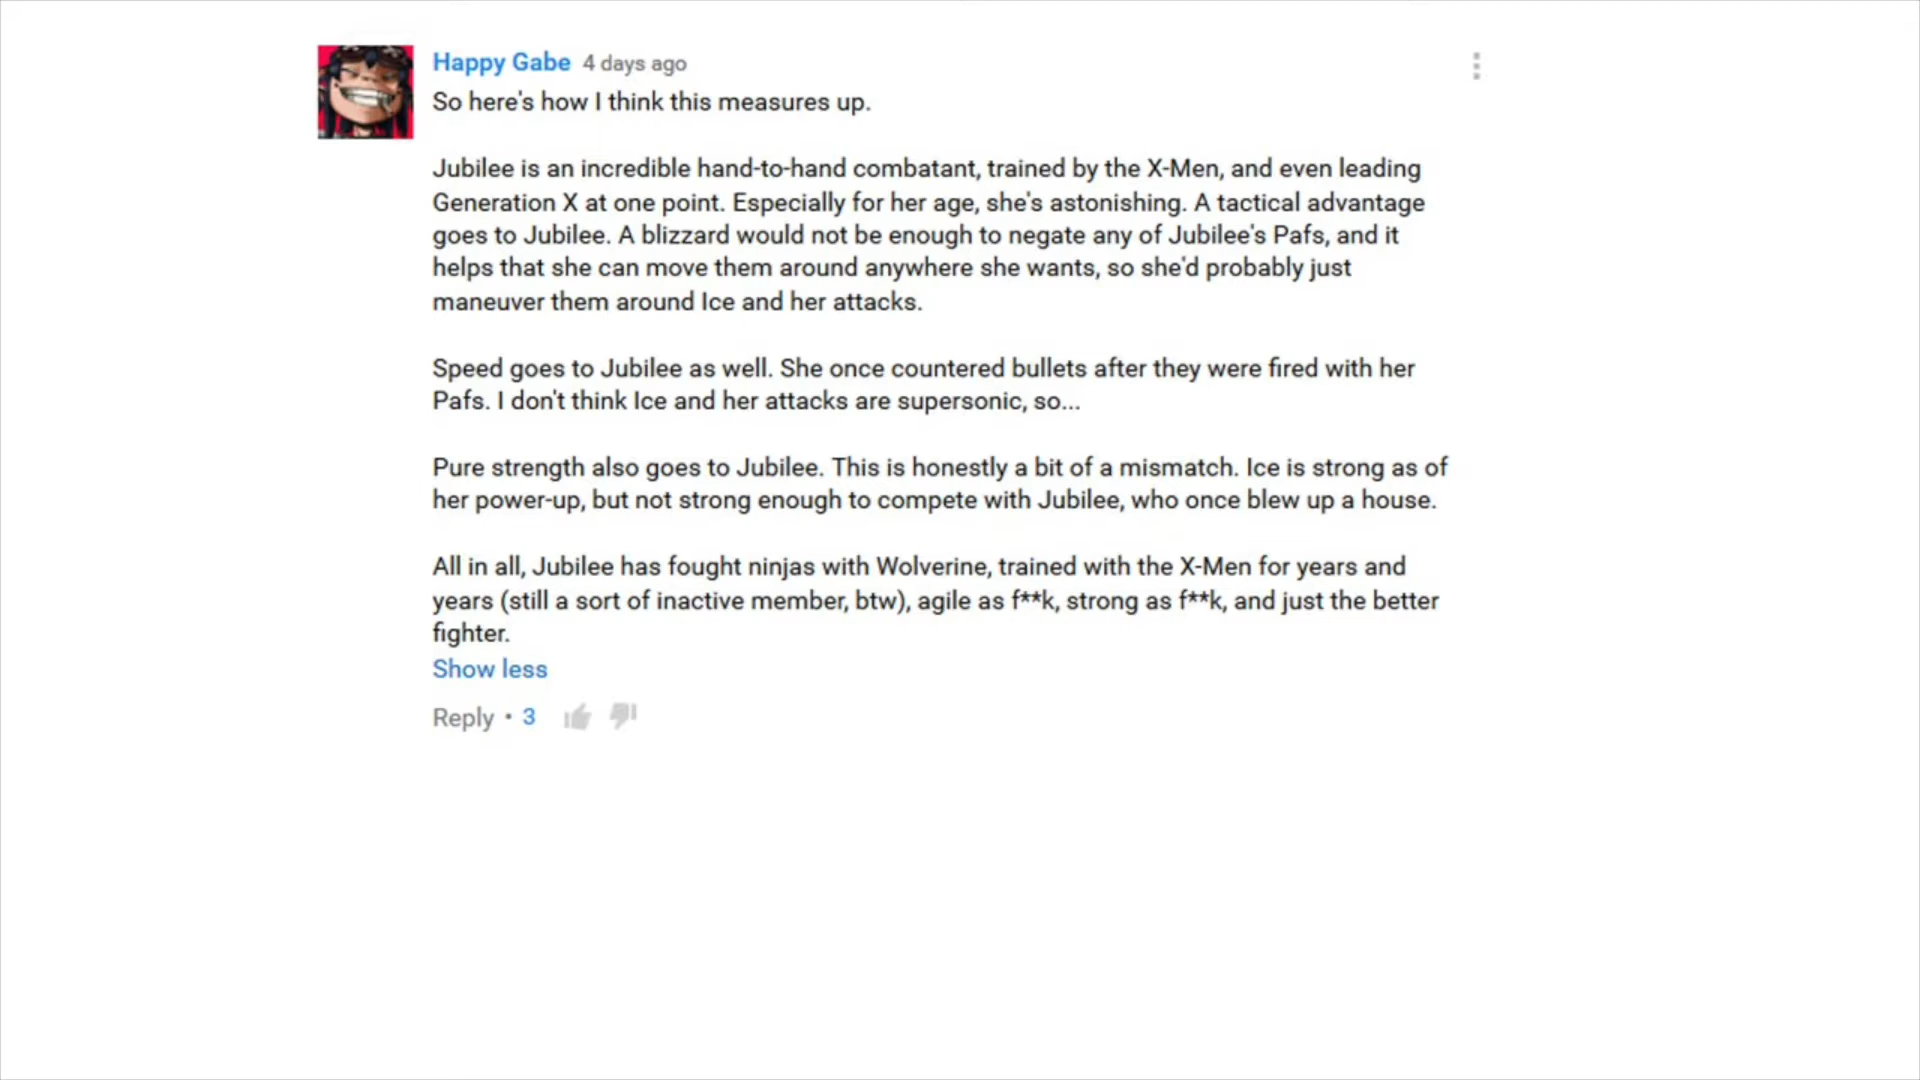 Happy Gabe 4 days ago
So here's how I think this measures up.
Jubilee is an incredible hand-to-hand combatant, trained by the X-Men, and even leading
Generation X at one point. Especially for her age, she's astonishing. A tactical advantage
goes to Jubilee. A blizzard would not be enough to negate any of Jubilee's Pafs, and it
helps that she can move them around anywhere she wants, so she'd probably just
maneuver them around Ice and her attacks.
Speed goes to Jubilee as well. She once countered bullets after they were fired with her
Pafs. I don't think Ice and her attacks are supersonic, so...
Pure strength also goes to Jubilee. This is honestly a bit of a mismatch. Ice is strong as of
her power-up, but not strong enough to compete with Jubilee, who once blew up a house.
All in all, Jubilee has fought ninjas with Wolverine, trained with the X-Men for years and
years (still a sort of inactive member, btw), agile as f**k, strong as f**k, and just the better
fighter.
Show less
Reply • 3